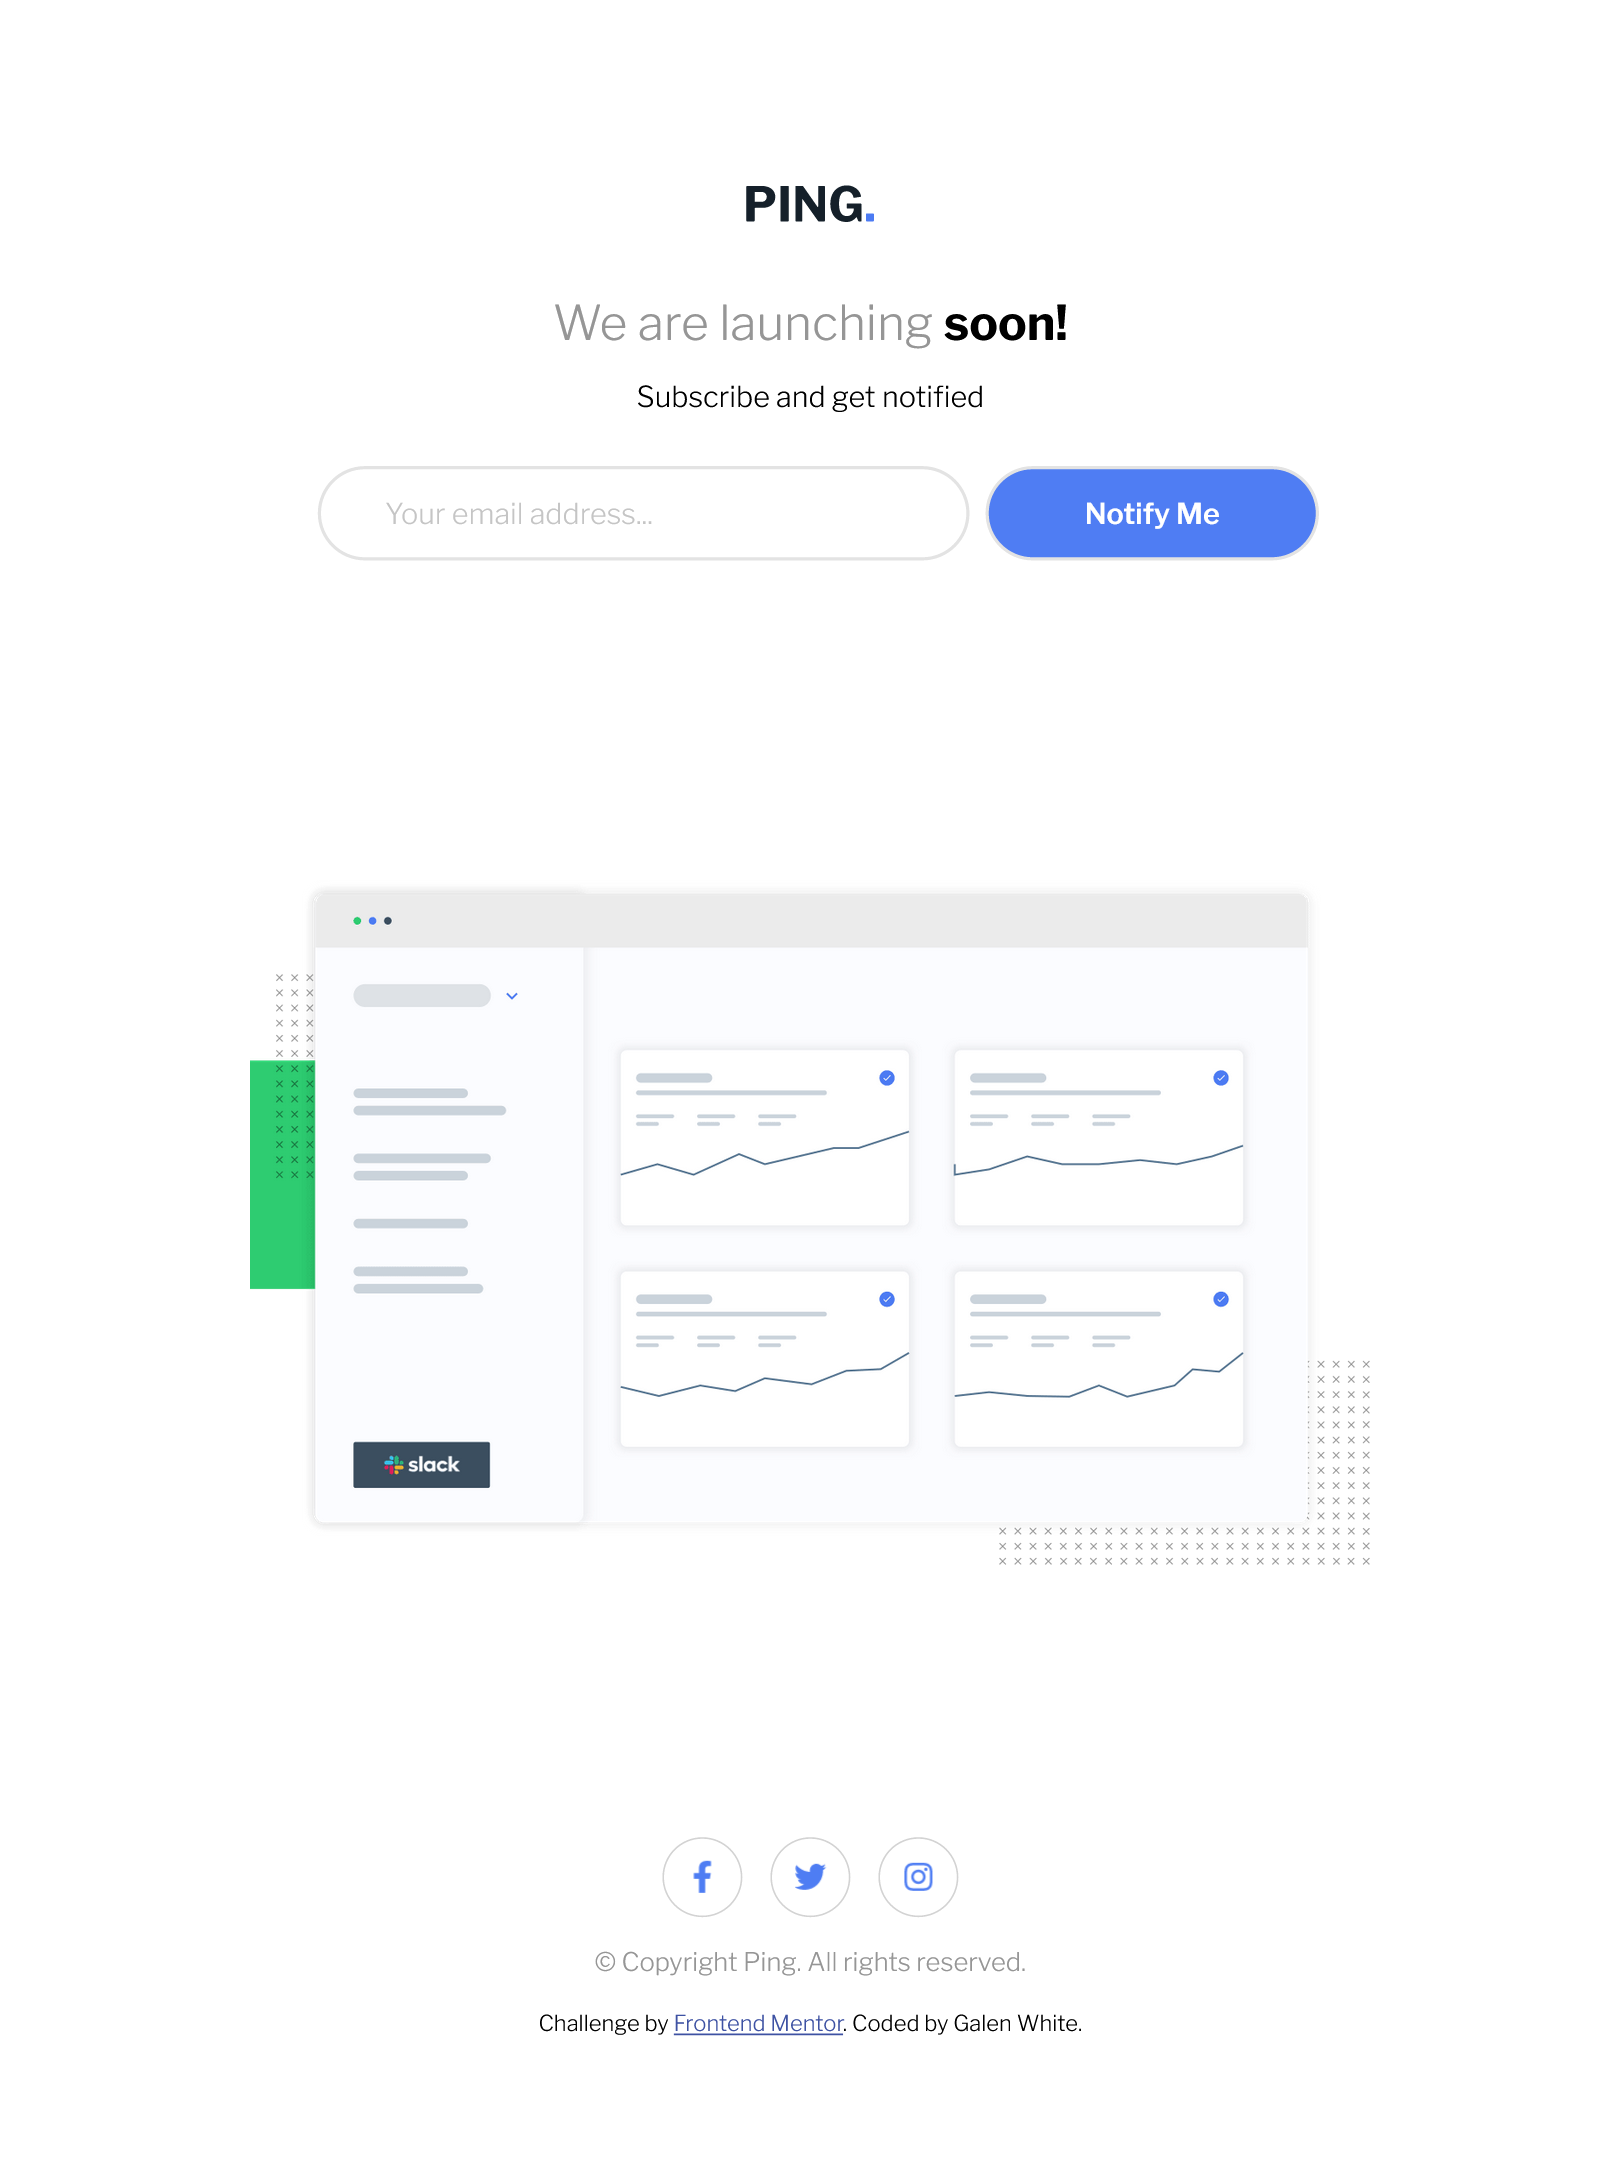 PING.
We are launching soon!
Subscribe and get notified
Your email address...
Notify Me
slack
© Copyright Ping. All rights reserved.
Challenge by Frontend Mentor. Coded by Galen White.